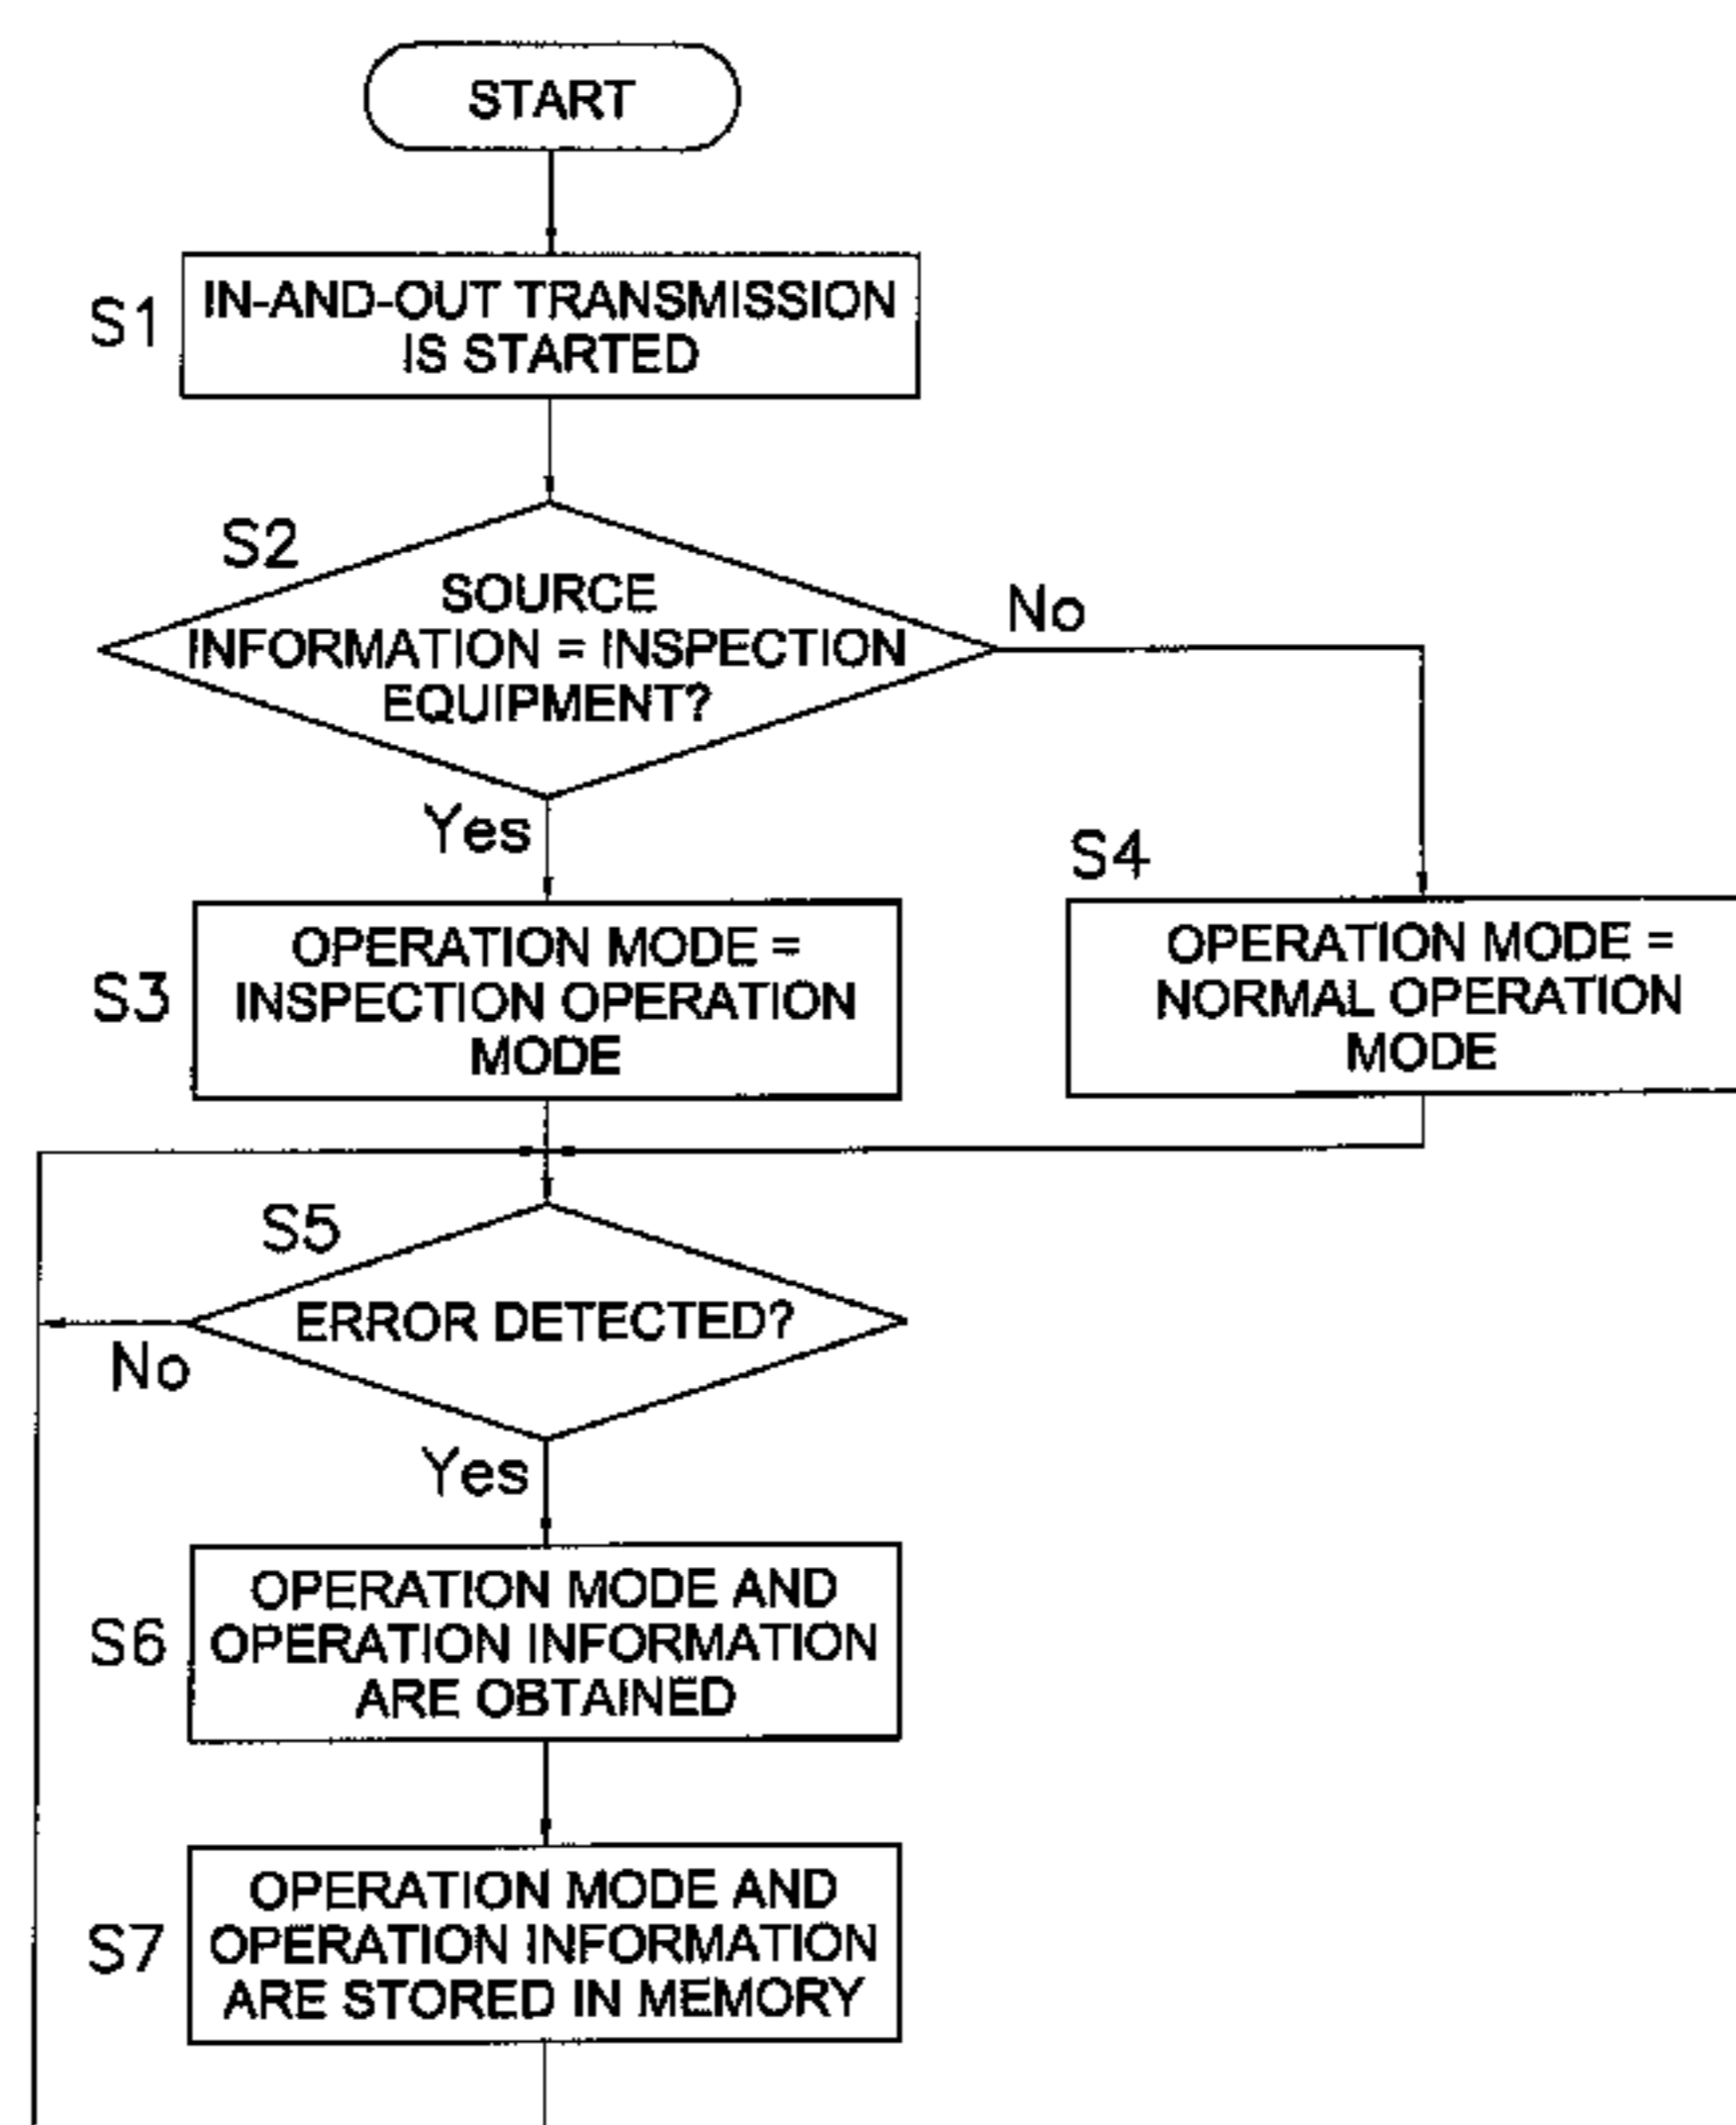 START
S1
IN-AND-OUT TRANSMISSION
IS STARTED
S2
SOURCE
INFORMATION = INSPECTION
EQUIPMENT?
No
Yes
S3
OPERATION MODE =
INSPECTION OPERATION
MODE
S4
OPERATION MODE =
NORMAL OPERATION
MODE
S5
ERROR DETECTED?
No
Yes
S6
OPERATION MODE AND
OPERATION INFORMATION
ARE OBTAINED
S7
OPERATION MODE AND
OPERATION INFORMATION
ARE STORED IN MEMORY